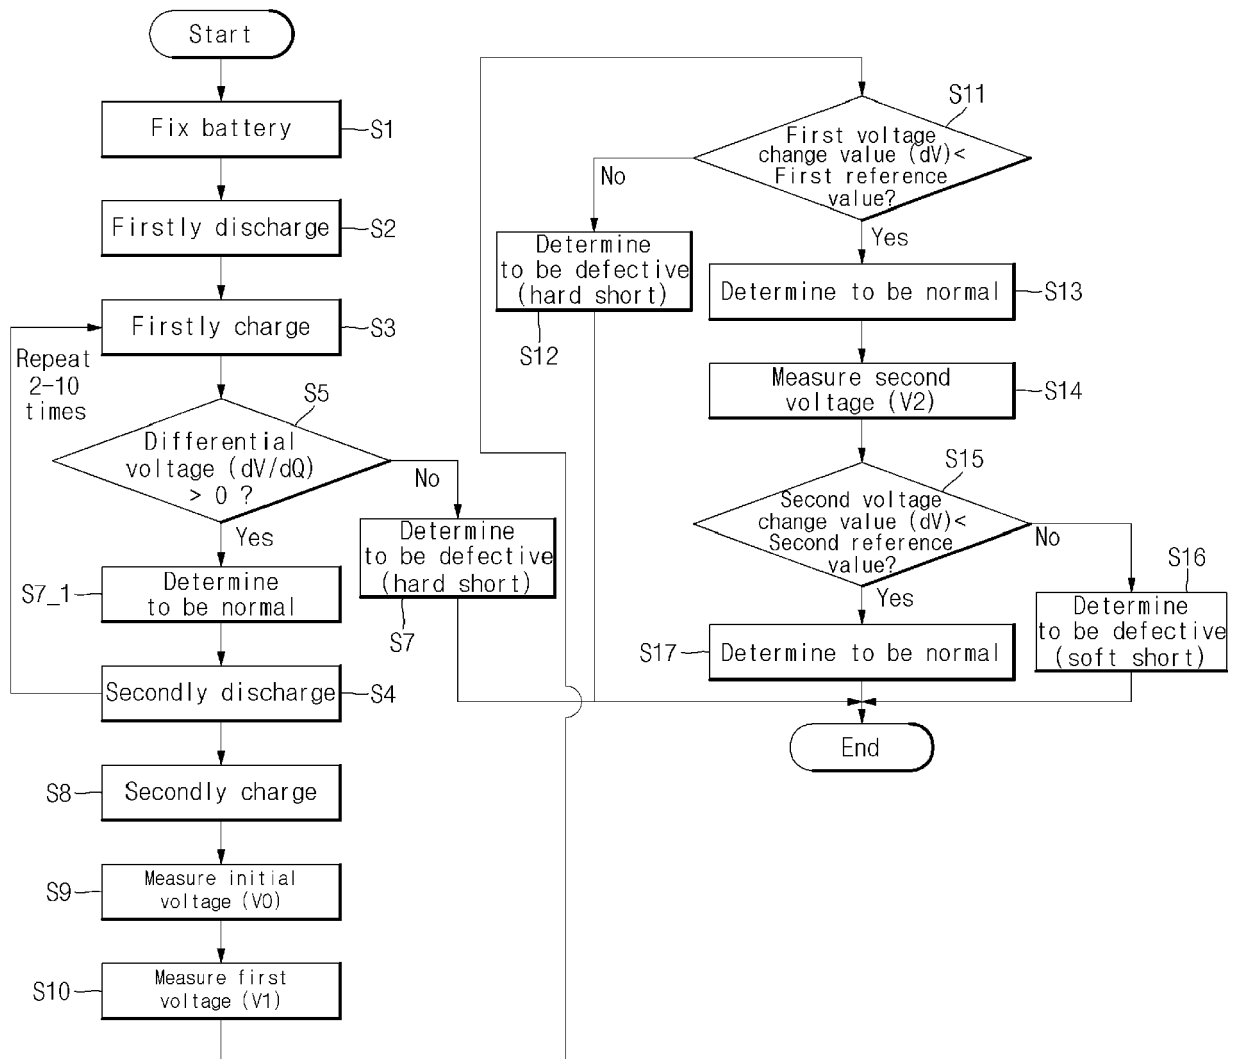 Start
Fix battery
S1
Firstly discharge
S2
Firstly charge
S3
Repeat
2-10
times
S5
Differential
voltage (dV/dQ)
> 0 ?
No
Yes
Determine
to be defective
(hard short)
S7
S7_1
Determine
to be normal
Secondly discharge
S4
S8
Secondly charge
S9
Measure initial
voltage (V0)
S10
Measure first
voltage (V1)
S11
First voltage
change value (dV)<
First reference
value?
No
Yes
Determine
to be defective
(hard short)
S12
Determine to be normal
S13
Measure second
voltage (V2)
S14
S15
Second voltage
change value (dV)<
Second reference
value?
No
Yes
S16
Determine
to be defective
(soft short)
S17
Determine to be normal
End